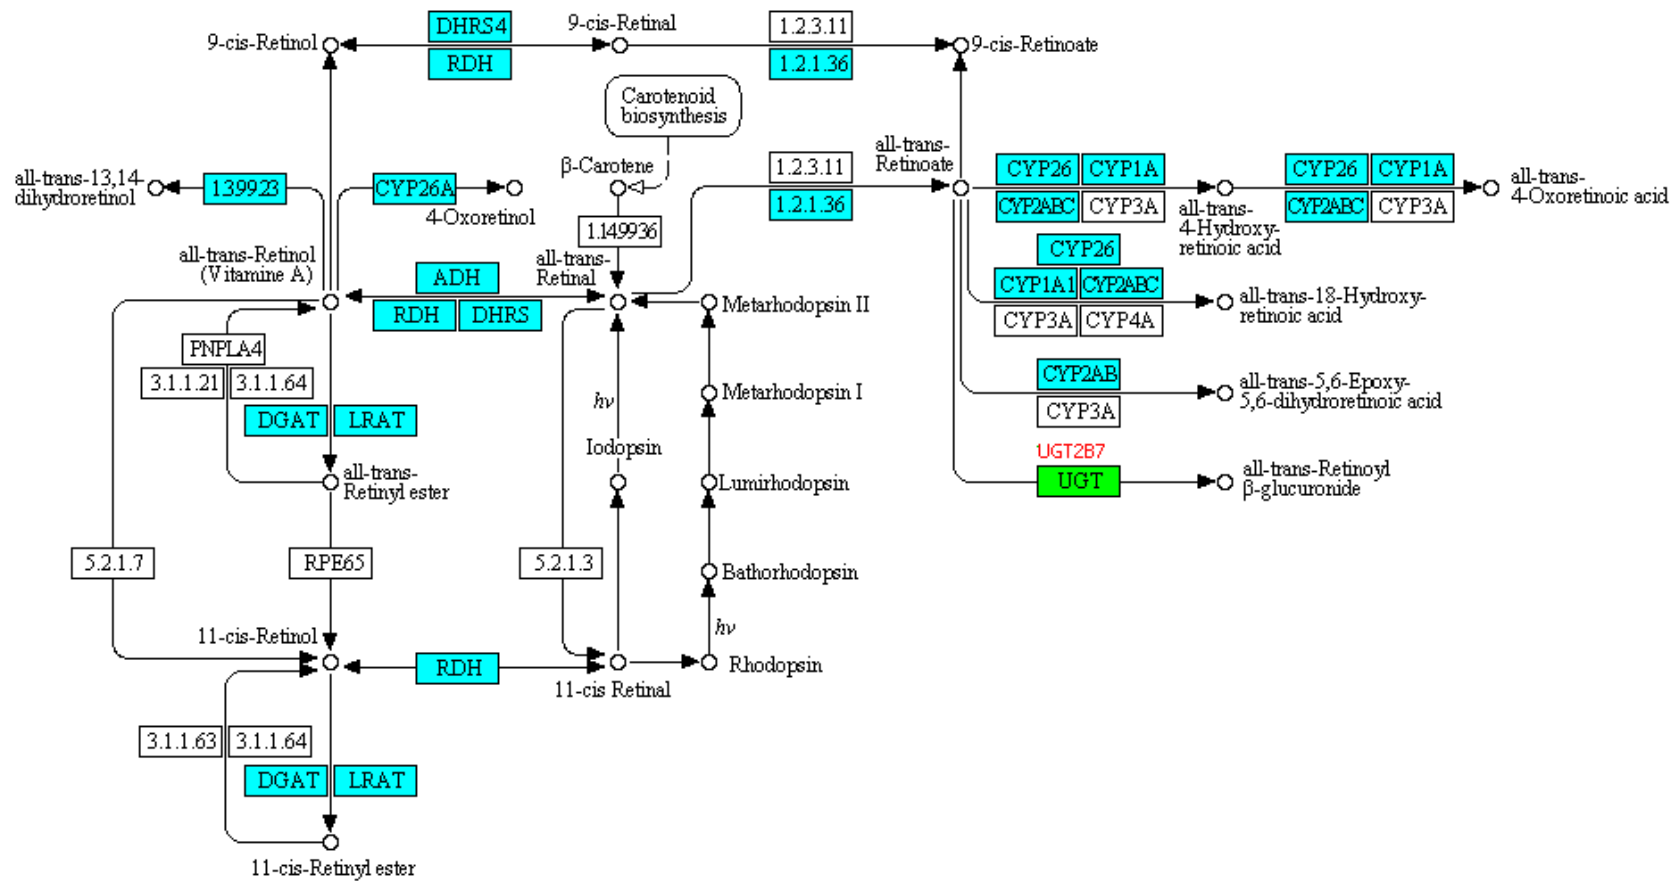 DHRS4
9-cis-Retinal
1.2.3.11
9-cis-Retinol
9-cis-Retinoate
RDH
1.2.1.36
Carotenoid
biosynthesis
all-trans-
Retinoate
β-Carotene
1.2.3.11
CYP26
CYP1A
CYP26
CYP1A
all-trans-13,14-
dihydroretinol
1.3.99.23
CYP26A
4-Oxoretinol
1.2.1.36
CYP2ABC
CYP3A
all-trans-
4-Hydroxy-
retinoic acid
CYP2ABC
CYP3A
all-trans-
4-Oxoretinoic acid
1.14.99.36
all-trans-Retinol
(Vitamine A)
ADH
all-trans-
Retinal
CYP26
CYP1A1
CYP2ABC
RDH
DHRS
Metarhodopsin II
all-trans-18-Hydroxy-
retinoic acid
CYP3A
CYP4A
PNPLA4
3.1.1.21
3.1.1.64
CYP2AB
Metarhodopsin I
all-trans-5,6-Epoxy-
5,6-dihydroretinoic acid
hν
CYP3A
DGAT
LRAT
Iodopsin
UGT2B7
all-trans-
Retinyl ester
Lumirhodopsin
UGT
all-trans-Retinoyl
β-glucuronide
5.2.1.7
RPE65
5.2.1.3
Bathorhodopsin
hν
11-cis-Retinol
RDH
Rhodopsin
11-cis Retinal
3.1.1.63
3.1.1.64
DGAT
LRAT
11-cis-Retinyl ester